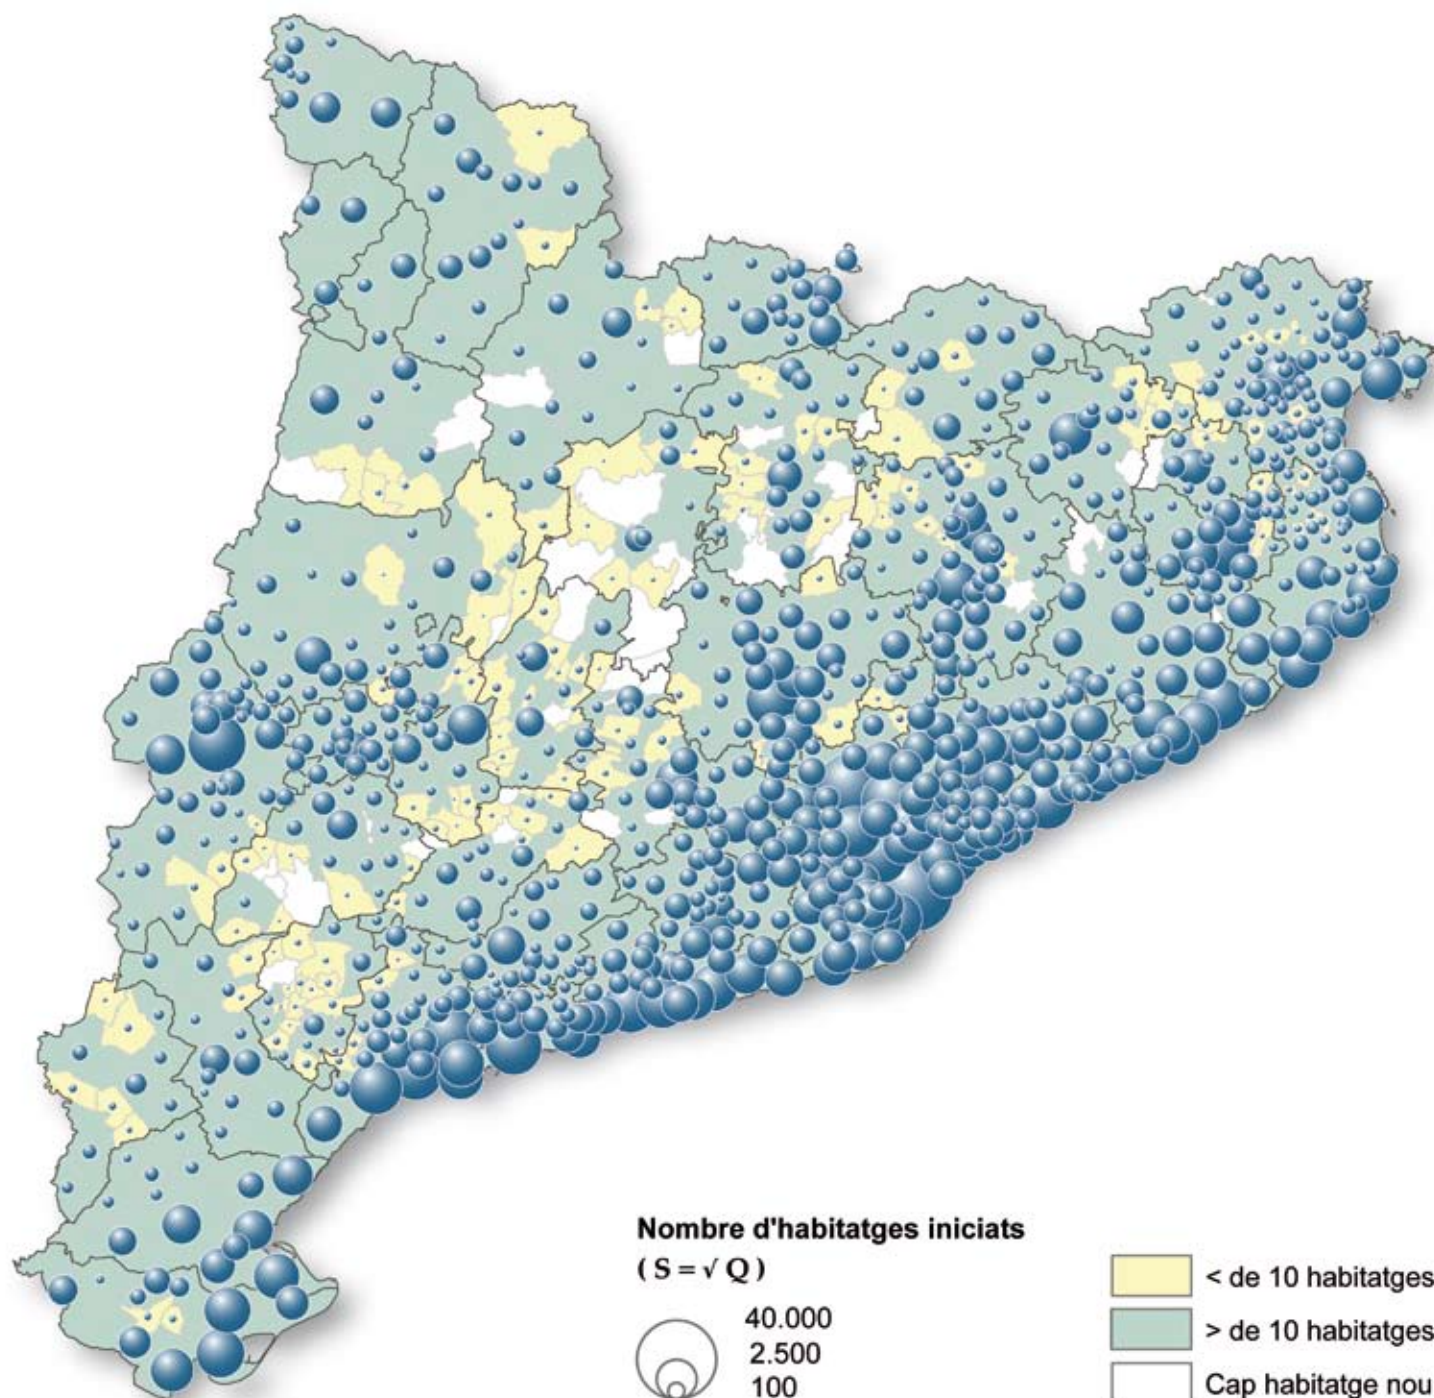 Nombre d'habitatges iniciats
( S = √ Q )
40.000
2.500
100
< de 10 habitatges
> de 10 habitatges
Cap habitatge nou